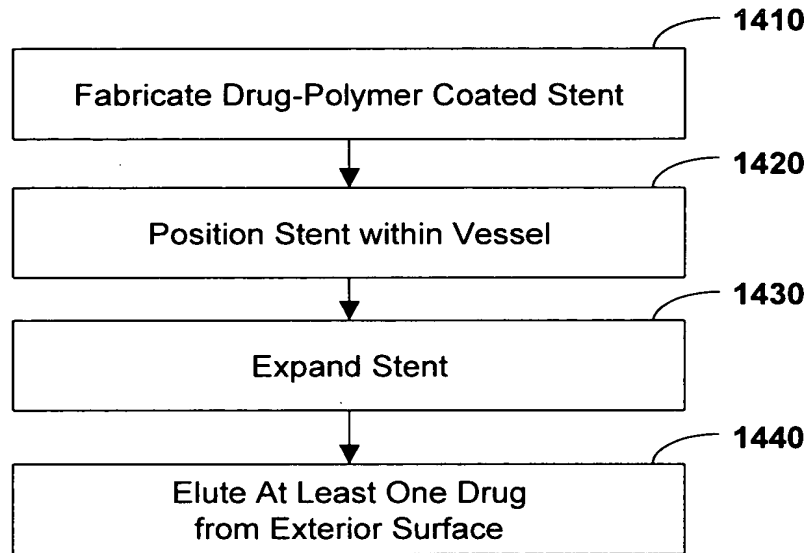 1410
Fabricate Drug-Polymer Coated Stent
1420
Position Stent within Vessel
1430
Expand Stent
1440
Elute At Least One Drug
from Exterior Surface